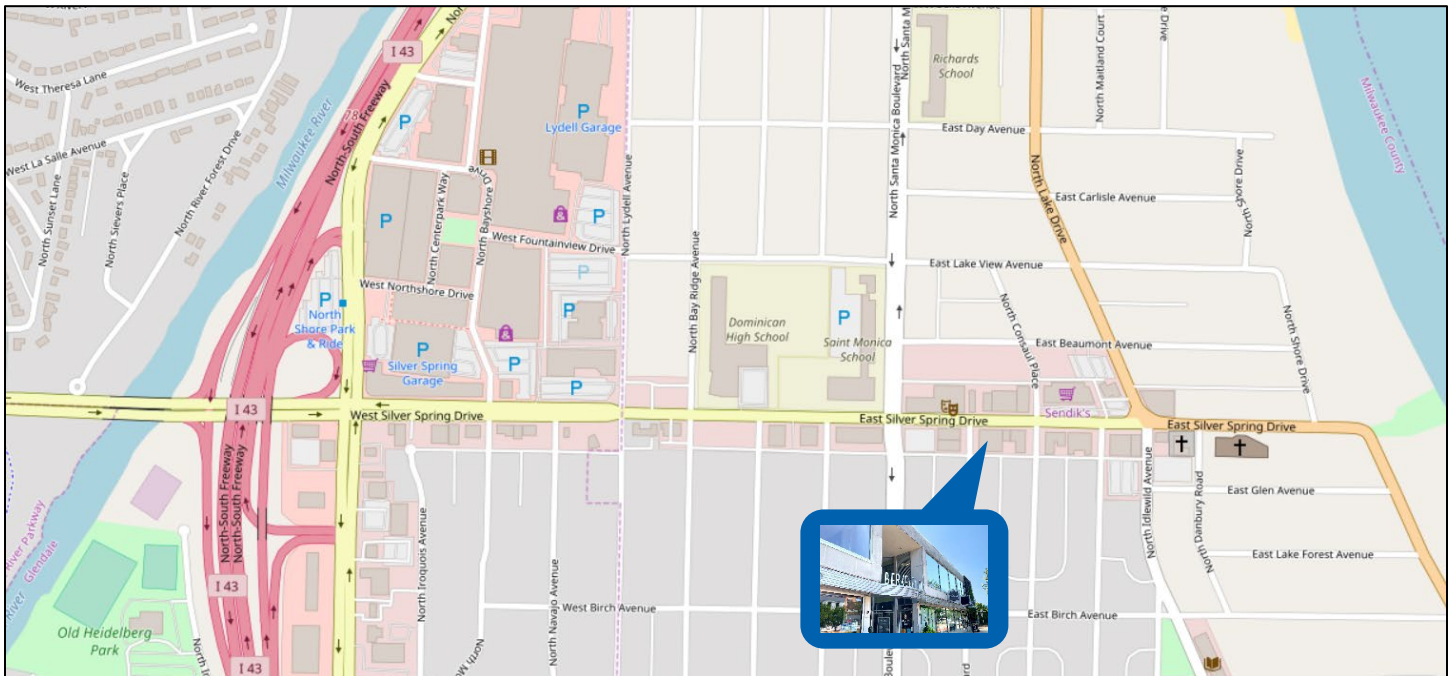 I 43
West Theresa Lane
Milwaukee River
78
North-South Freeway
P
P
Lydell Garage
Richards
School
North Santa Monica Boulevard
North Maitland Court
East Day Avenue
Milwaukee County
West La Salle Avenue
North River Forest Drive
North Sunset Lane
North Sievers Place
North Bayshore Drive
North Centerpark Way
P
P
West Fountainview Drive
North Lydell Avenue
North Bay Ridge Avenue
North Santa Monica Boulevard
North Lake Drive
East Carlisle Avenue
North Shore Drive
East Lake View Avenue
West Northshore Drive
P
P
P
North
Shore Park
& Ride
P
Silver Spring
Garage
P
P
Dominican
High School
P
Saint Monica
School
North Consaul Place
East Beaumont Avenue
North Shore Drive
Sendik's
I 43
West Silver Spring Drive
East Silver Spring Drive
East Silver Spring Drive
North-South Freeway
North-South Freeway
North Iroquois Avenue
North Navajo Avenue
North Idlewild Avenue
North Danbury Road
East Glen Avenue
East Lake Forest Avenue
River Parkway
Glendale
River
I 43
West Birch Avenue
East Birch Avenue
Old Heidelberg
Park
I 43